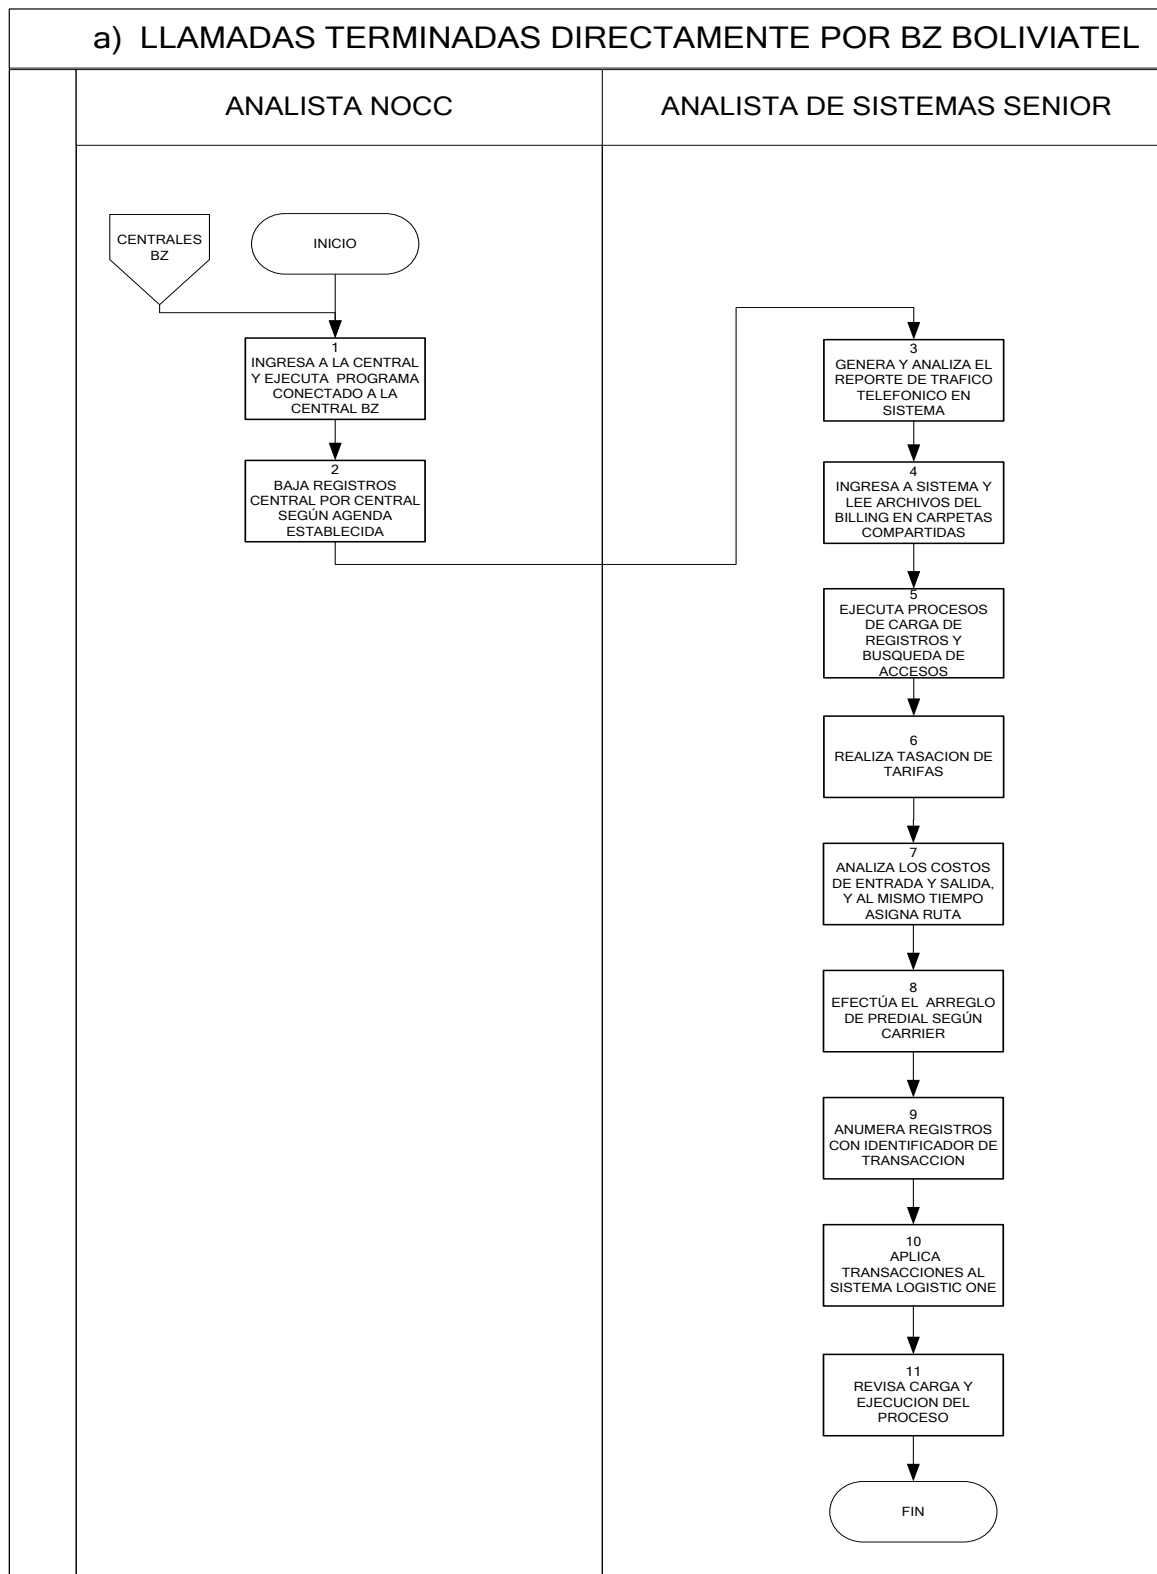 a) LLAMADAS TERMINADAS DIRECTAMENTE POR BZ BOLIVIATEL
ANALISTA NOCC
ANALISTA DE SISTEMAS SENIOR
CENTRALES
BZ
INICIO
1
INGRESA A LA CENTRAL
Y EJECUTA PROGRAMA
CONECTADO A LA
CENTRAL BZ
2
BAJA REGISTROS
CENTRAL POR CENTRAL
SEGÚN AGENDA
ESTABLECIDA
3
GENERA Y ANALIZA EL
REPORTE DE TRAFICO
TELEFONICO EN
SISTEMA
4
INGRESA A SISTEMA Y
LEE ARCHIVOS DEL
BILLING EN CARPETAS
COMPARTIDAS
5
EJECUTA PROCESOS
DE CARGA DE
REGISTROS Y
BUSQUEDA DE
ACCESOS
6
REALIZA TASACION DE
TARIFAS
7
ANALIZA LOS COSTOS
DE ENTRADA Y SALIDA,
Y AL MISMO TIEMPO
ASIGNA RUTA
8
EFECTÚA EL ARREGLO
DE PREDIAL SEGÚN
CARRIER
9
ANUMERA REGISTROS
CON IDENTIFICADOR DE
TRANSACCION
10
APLICA
TRANSACCIONES AL
SISTEMA LOGISTIC ONE
11
REVISA CARGA Y
EJECUCION DEL
PROCESO
FIN